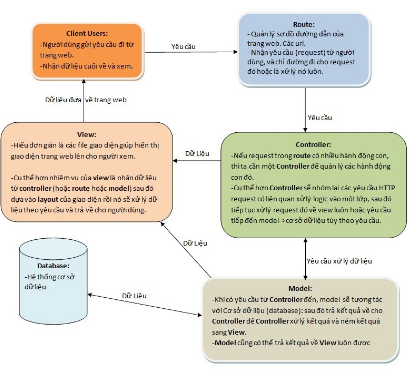 Client Users:
-Người dùng gửi yêu cầu đi từ
trang web.
-Nhận dữ liệu cuối về và xem.
Yêu cầu
Route:
- Quản lý sơ đồ đường dẫn của
trang web. Các url.
- Nhận yêu cầu (request) từ người
dùng, và chỉ đường đi cho request
đó hoặc là xử lý nó luôn.
Dữ liệu đưa về trang web
Yêu cầu
View:
-Hiểu đơn giản là các file giao diện giúp hiển thị
giao diện trang web lên cho người xem.
-Cụ thể hơn nhiệm vụ của view là nhân dữ liệu
từ controller (hoặc route hoặc model) sau đó
dựa vào layout của giao diện rồi nó sẽ xử lý dữ
liệu theo yêu cầu và trả về cho người dùng.
Dữ Liệu
Controller:
-Nếu request trong route có nhiều hành động con,
thì ta cần một Controller để quản lý các hành động
con đó.
-Cụ thể hơn Controller sẽ nhóm lại các yêu cầu HTTP
request có liên quan xử lý logic vào một lớp, sau đó
tiếp tục xử lý request đó về view luôn hoặc yêu cầu
tiếp đến model->cơ sở dữ liệu tùy theo yêu cầu.
Dữ Liệu
Yêu cầu xử lý dữ liệu
Database:
-Hệ thống cơ sở
dữ liệu
Dữ Liệu
Model:
-Khi có yêu cầu từ Controller đến, model sẽ tương tác
với Cơ sở dữ liệu (database): sau đó trả kết quả về cho
Controller để Controller xử lý kết quả và ném kết quả
sang View.
-Model cũng có thể trả kết quả về View luôn được